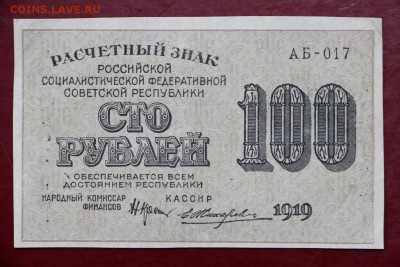 COINS.LAVE.RU
РАСЧЕТНЫЙ ЗНАК
РОССИЙСКОЙ
СОЦИАЛИСТИЧЕСКОЙ ФЕДЕРАТИВНОЙ
СОВЕТСКОЙ РЕСПУБЛИКИ
АБ-017
СТО
РУБЛЕЙ
100
ОБЕСПЕЧИВАЕТСЯ ВСЕМ
ДОСТОЯНИЕМ РЕСПУБЛИКИ
НАРОДНЫЙ КОМИССАР
ФИНАНСОВ
КАССИР
1919